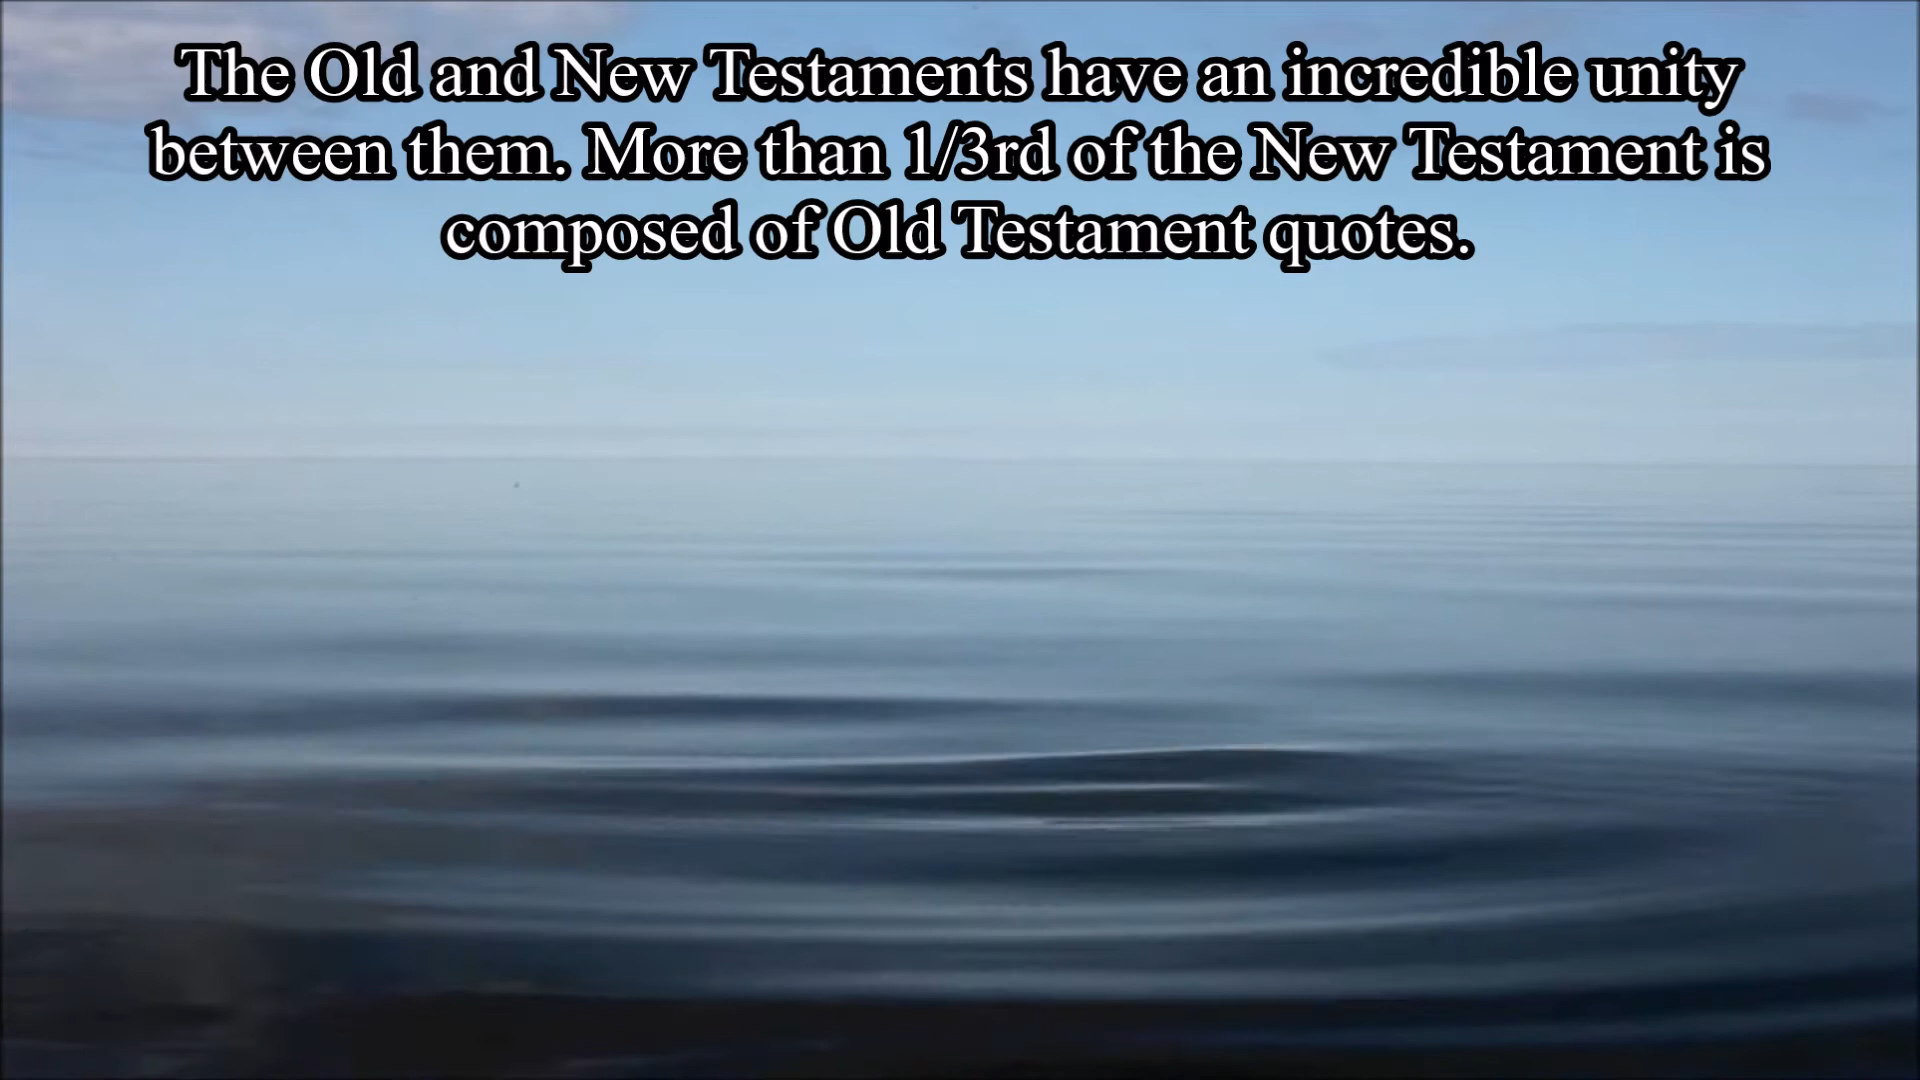 The Old and New Testaments have an incredible unity
between them. More than 1/3rd of the New Testament is
composed of Old Testament quotes.